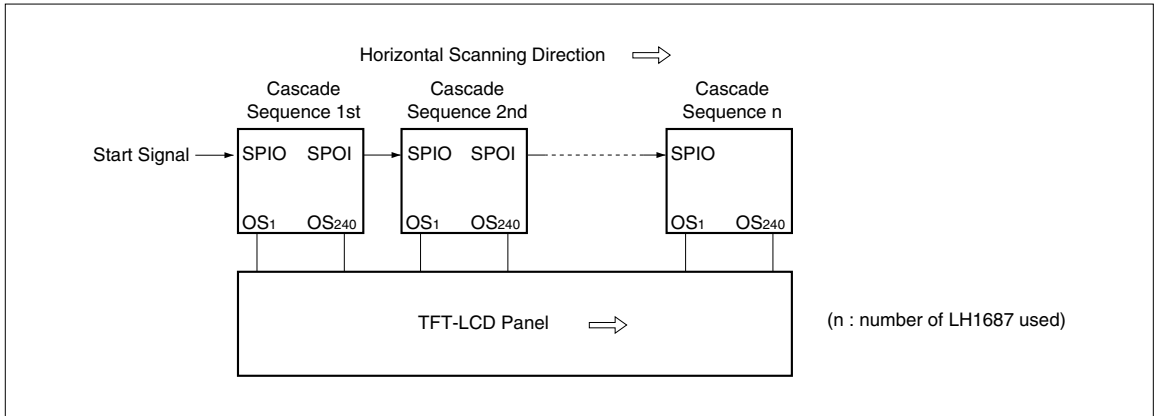 Horizontal Scanning Direction
Cascade
Sequence 1st
Cascade
Sequence 2nd
Cascade
Sequence n
Start Signal
SPIO SPOI
SPIO SPOI
SPIO
OS1 OS240
OS1 OS240
OS1 OS240
TFT-LCD Panel
(n : number of LH1687 used)